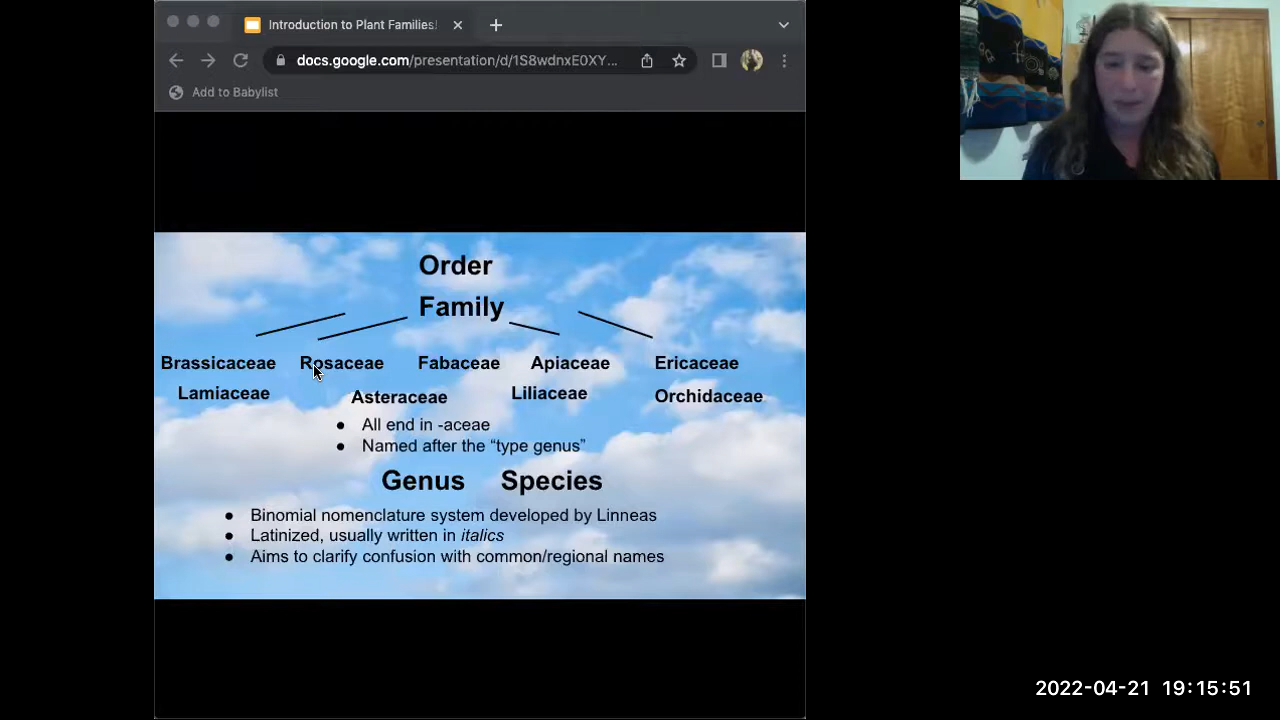 Introduction to Plant Families!
docs.google.com/presentation/d/1S8wdnxE0XY...
Add to Babylist
Order
Family
Brassicaceae Rosaceae Fabaceae Apiaceae Ericaceae
Lamiaceae Asteraceae Liliaceae Orchidaceae
● All end in -aceae
● Named after the “type genus”
Genus Species
● Binomial nomenclature system developed by Linneas
● Latinized, usually written in italics
● Aims to clarify confusion with common/regional names
2022-04-21 19:15:51